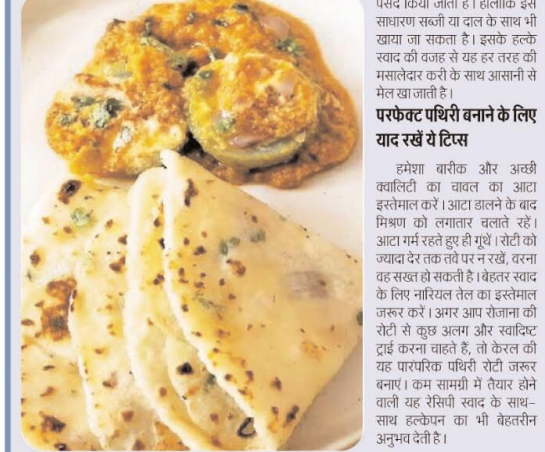 पसंद किया जाता है। हालांकि इसे
साधारण सब्जी या दाल के साथ भी
खाया जा सकता है। इसके हल्के
स्वाद की वजह से यह हर तरह की
मसालेदार करी के साथ आसानी से
मेल खा जाती है।
परफेक्ट पथिरी बनाने के लिए
याद रखें ये टिप्स
हमेशा बारीक और अच्छी
क्वालिटी का चावल का आटा
इस्तेमाल करें। आटा डालने के बाद
मिश्रण को लगातार चलाते रहें।
आटा गर्म रहते हुए ही गूंथें। रोटी को
ज्यादा देर तक तवे पर न रखें, वरना
वह सख्त हो सकती है। बेहतर स्वाद
के लिए नारियल तेल का इस्तेमाल
जरूर करें। अगर आप रोजाना की
रोटी से कुछ अलग और स्वादिष्ट
ट्राई करना चाहते हैं, तो केरल की
यह पारंपरिक पथिरी रोटी जरूर
बनाएं। कम सामग्री में तैयार होने
वाली यह रेसिपी स्वाद के साथ-
साथ हल्केपन का भी बेहतरीन
अनुभव देती है।